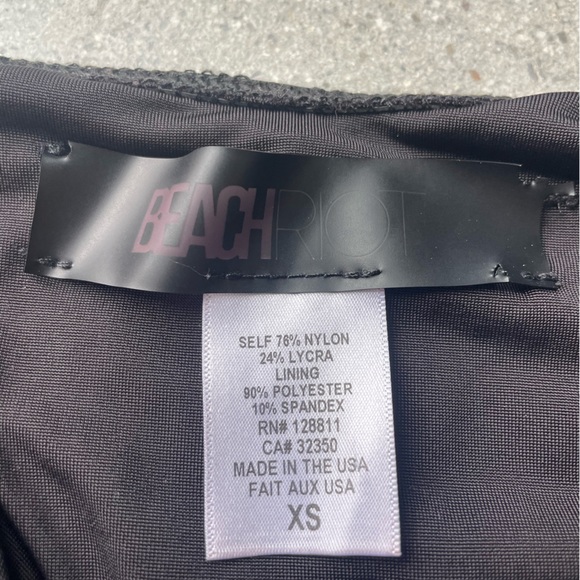 BEACHRIOT
SELF 76% NYLON
24% LYCRA
LINING
90% POLYESTER
10% SPANDEX
RN# 128811
CA# 32350
MADE IN THE USA
FAIT AUX USA
XS